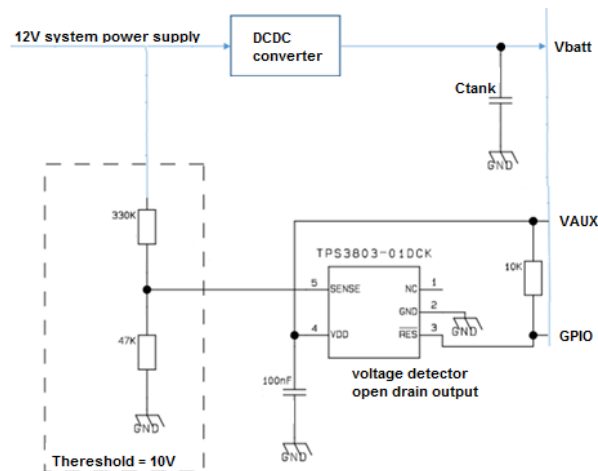 12V system power supply
DCDC
converter
Vbatt
Ctank
GND
330K
VAUX
TPS3803-01DCK
10K
5
SENSE
NC
1
GND
2
GND
47K
4
VDD
RES
3
GPIO
100nF
voltage detector
open drain output
GND
GND
Thereshold = 10V